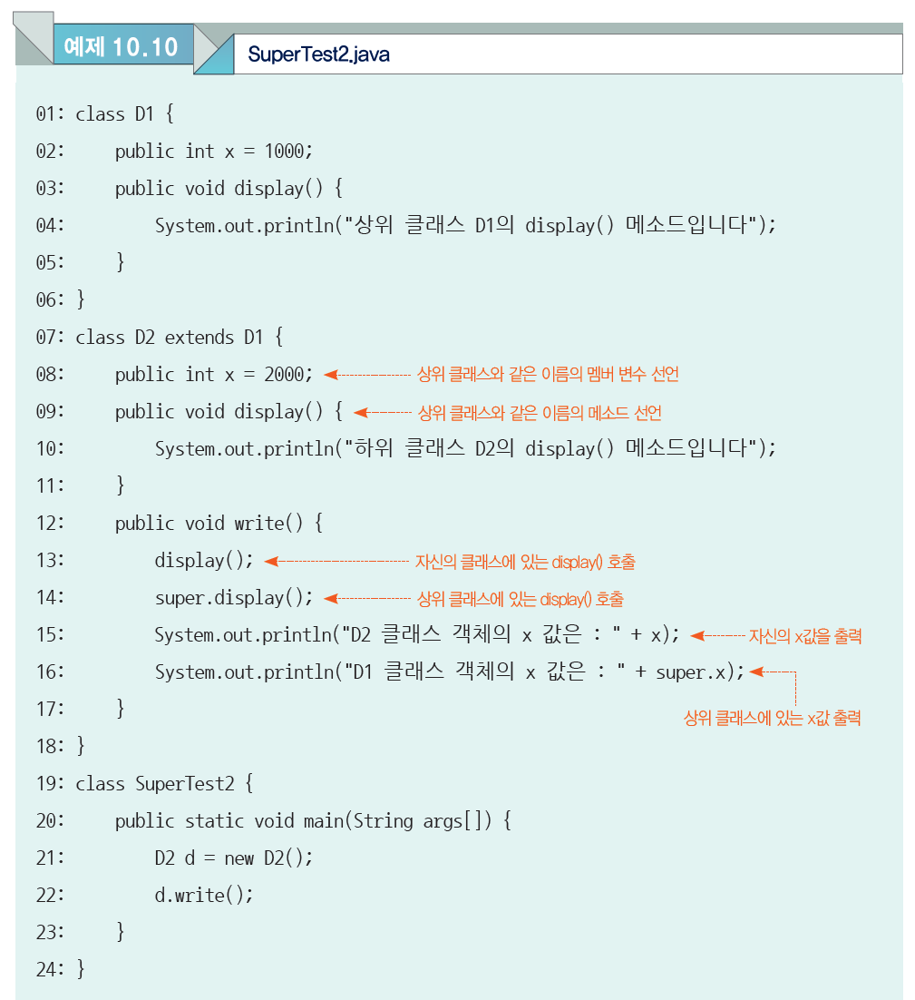 예제 10.10
SuperTest2.java
01: class D1 {
02:     public int x = 1000;
03:     public void display() {
04:         System.out.println("상위 클래스 D1의 display() 메소드입니다");
05:     }
06: }
07: class D2 extends D1 {
08:     public int x = 2000; 상위 클래스와 같은 이름의 멤버 변수 선언
09:     public void display() { 상위 클래스와 같은 이름의 메소드 선언
10:         System.out.println("하위 클래스 D2의 display() 메소드입니다");
11:     }
12:     public void write() {
13:         display(); 자신의 클래스에 있는 display() 호출
14:         super.display(); 상위 클래스에 있는 display() 호출
15:         System.out.println("D2 클래스 객체의 x 값은 : " + x); 자신의 x값을 출력
16:         System.out.println("D1 클래스 객체의 x 값은 : " + super.x);
17:     } 상위 클래스에 있는 x값 출력
18: }
19: class SuperTest2 {
20:     public static void main(String args[]) {
21:         D2 d = new D2();
22:         d.write();
23:     }
24: }